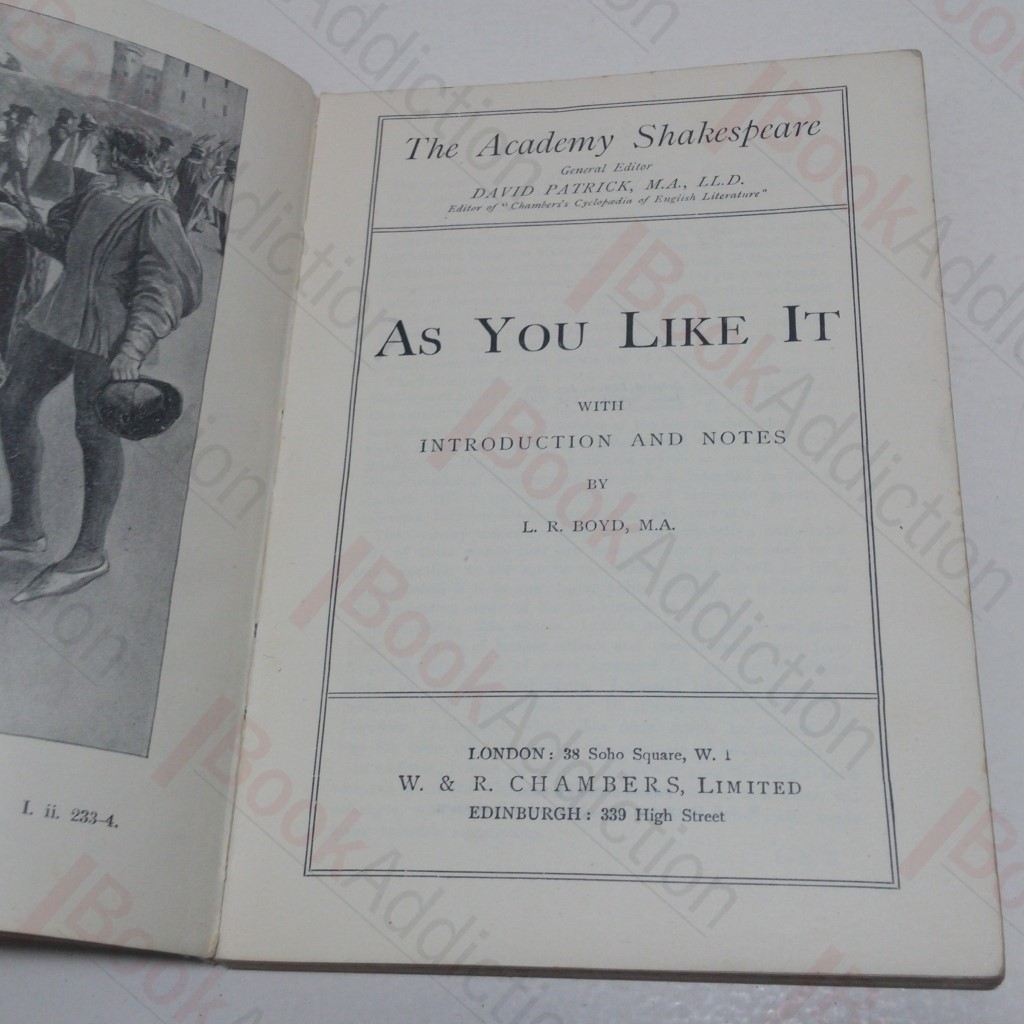 I. ii. 233-4.
The Academy Shakespeare
General Editor
DAVID PATRICK, M.A., LL.D.
Editor of "Chambers's Cyclopædia of English Literature"
AS YOU LIKE IT
WITH
INTRODUCTION AND NOTES
BY
L. R. BOYD, M.A.
LONDON: 38 Soho Square, W. 1
W. & R. CHAMBERS, LIMITED
EDINBURGH: 339 High Street
BookAddiction